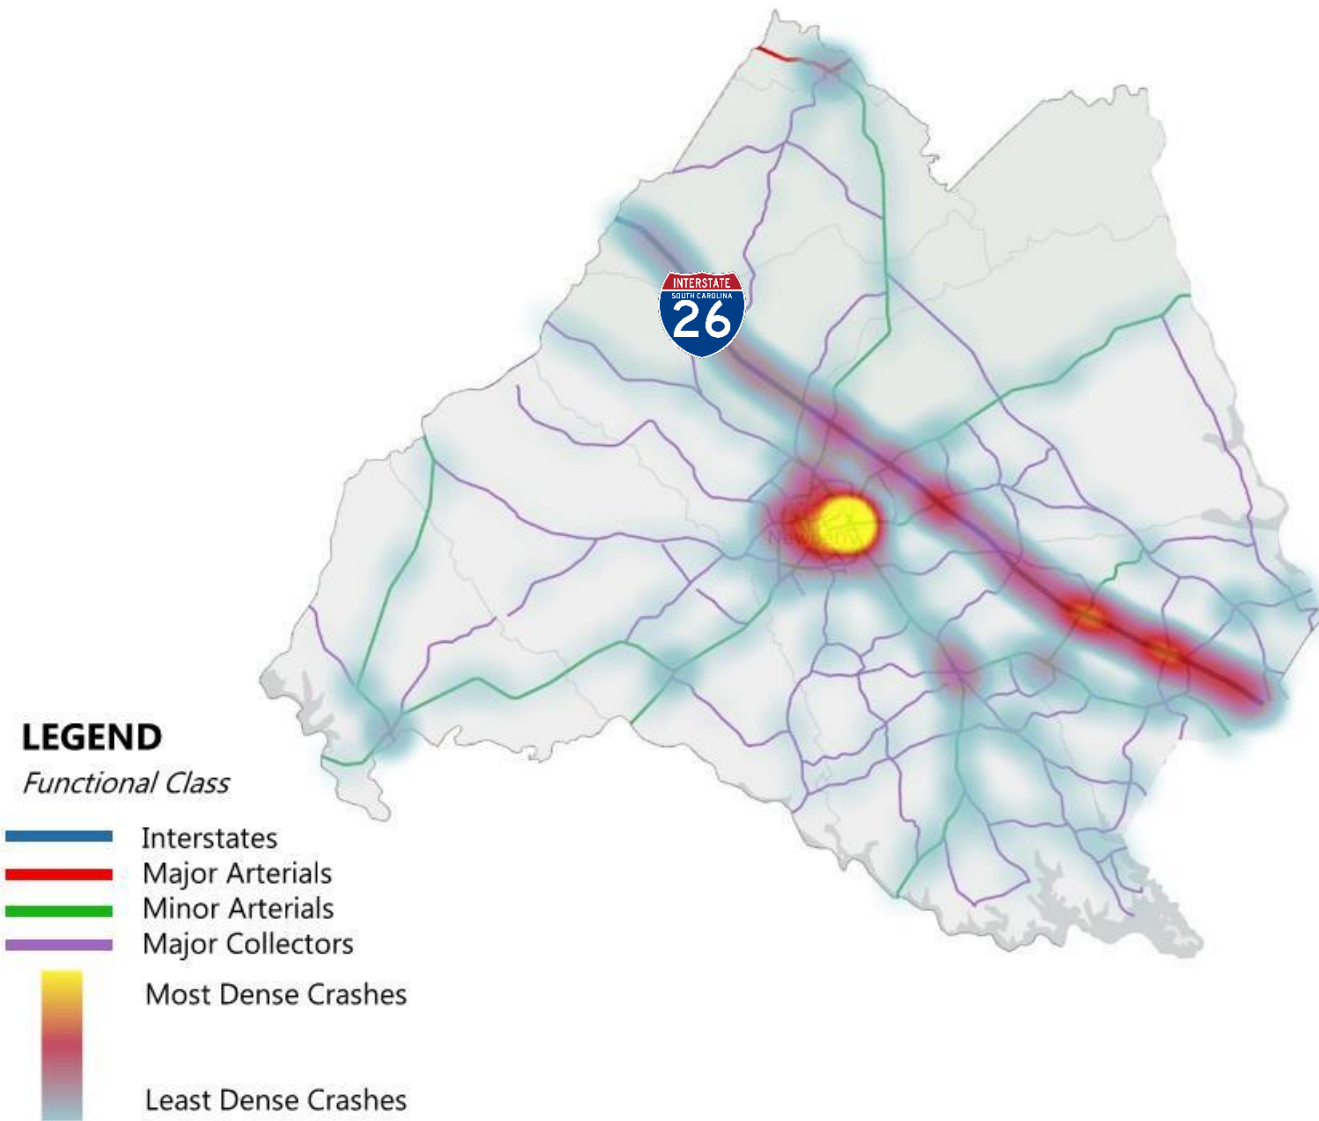 INTERSTATE
SOUTH CAROLINA
26
Newberry
LEGEND
Functional Class
Interstates
Major Arterials
Minor Arterials
Major Collectors
Most Dense Crashes
Least Dense Crashes